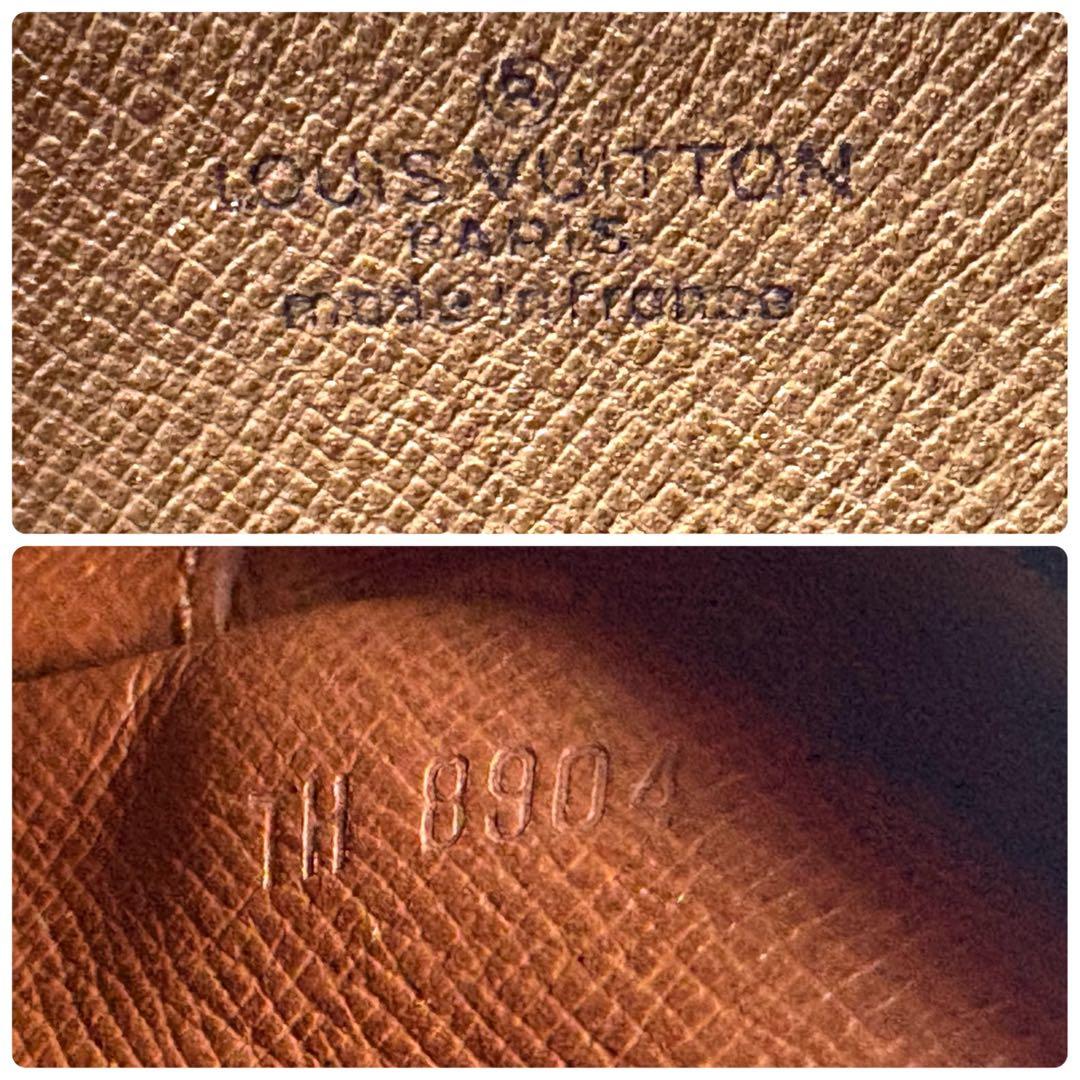 ®
LOUIS VUITTON
PARIS
made in france
TH 8904